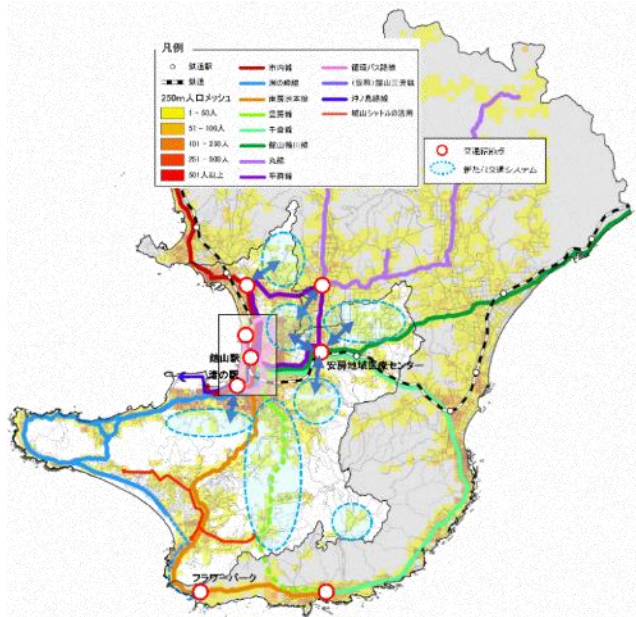 凡例
鉄道駅
鉄道
250m人口メッシュ
1 - 50人
51 - 100人
101 - 250人
251 - 500人
501人以上
市内線
洲の崎線
南房州本線
豆房線
千倉線
館山鴨川線
丸線
平群線
循環バス路線
(仮称)館山三芳線
沖ノ島線
館山シャトルの活用
交通結節点
新たな交通システム
館山駅
渚の駅
安房地域医療センター
フラワーパーク